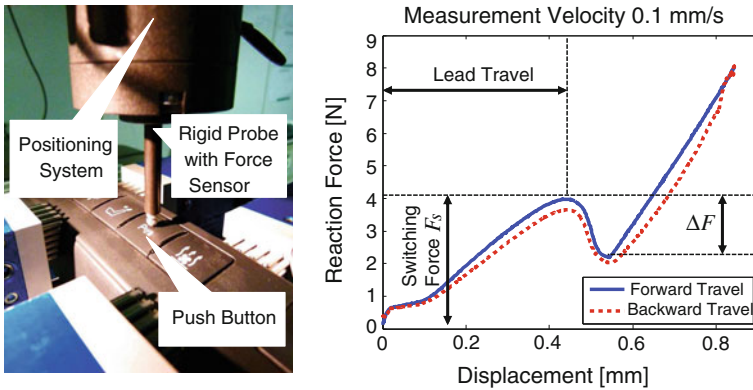 Positioning
System
Rigid Probe
with Force
Sensor
Push Button
Measurement Velocity 0.1 mm/s
Reaction Force [N]
9
8
7
6
5
4
3
2
1
0
Lead Travel
Switching
Force Fs
ΔF
Forward Travel
Backward Travel
0
0.2
0.4
0.6
0.8
Displacement [mm]